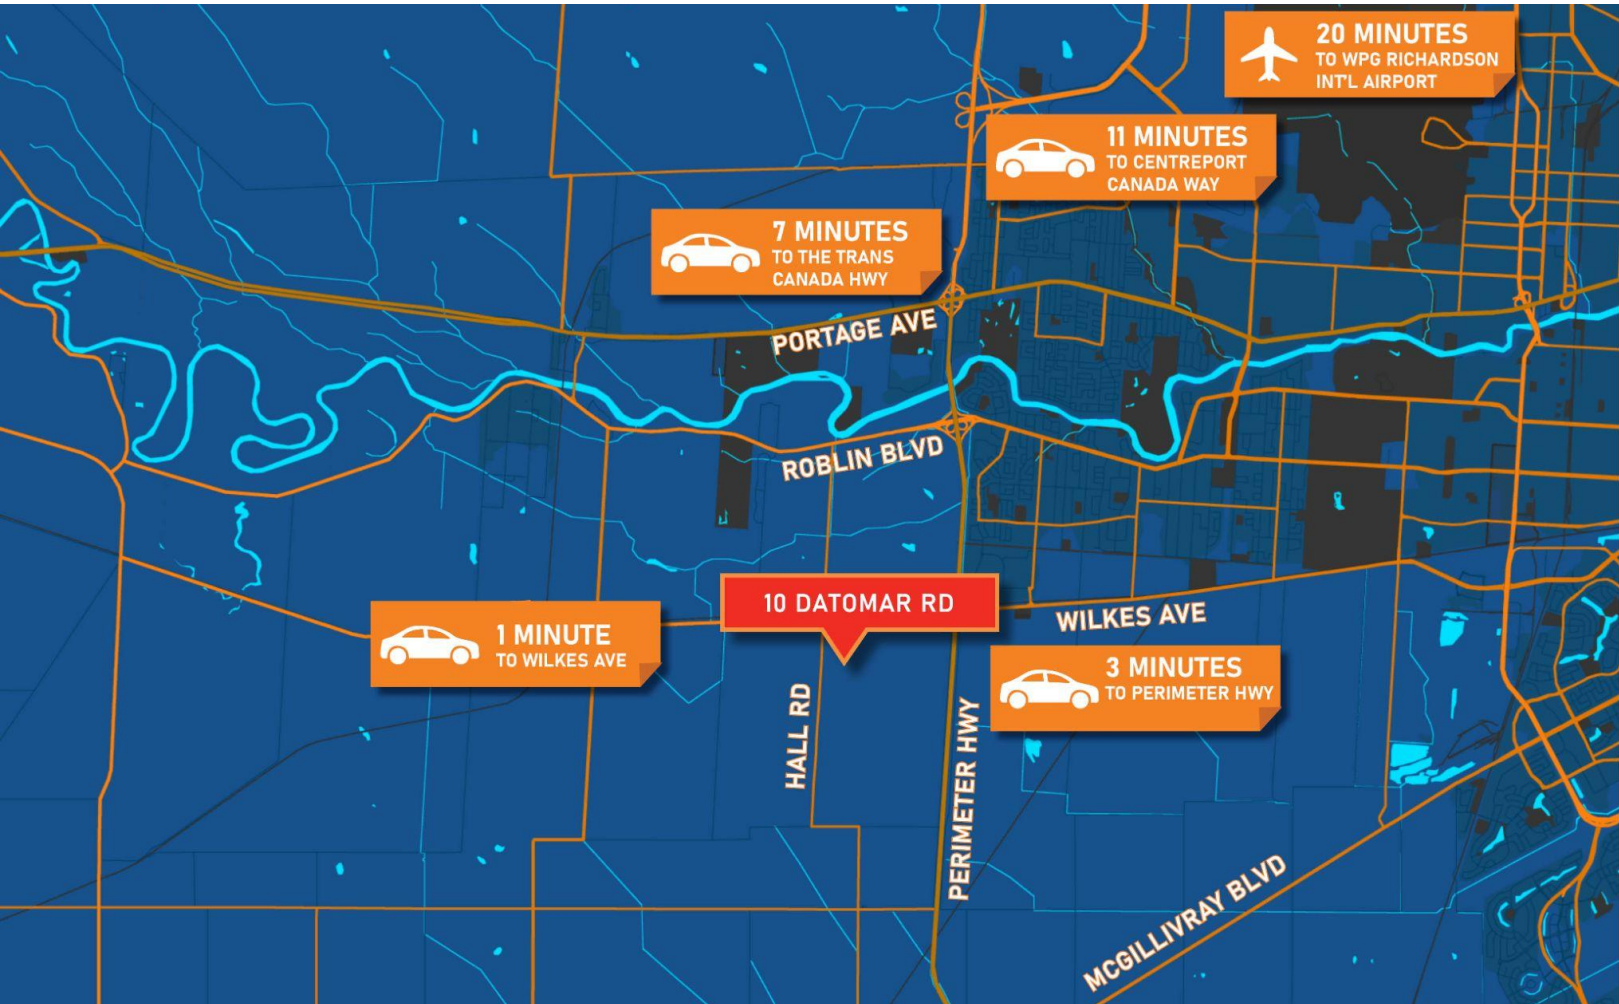 20 MINUTES
TO WPG RICHARDSON
INT'L AIRPORT
11 MINUTES
TO CENTREPORT
CANADA WAY
7 MINUTES
TO THE TRANS
CANADA HWY
PORTAGE AVE
ROBLIN BLVD
10 DATOMAR RD
WILKES AVE
1 MINUTE
TO WILKES AVE
3 MINUTES
TO PERIMETER HWY
HALL RD
PERIMETER HWY
MCGILLIVRAY BLVD